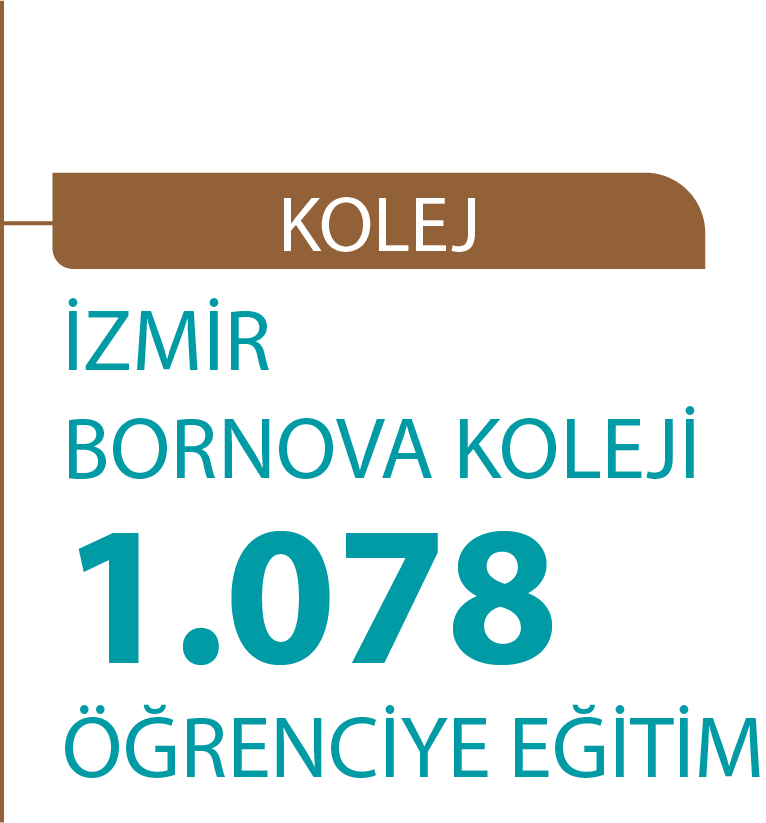 KOLEJ
İZMİR
BORNOVA KOLEJİ
1.078
ÖĞRENCİYE EĞİTİM